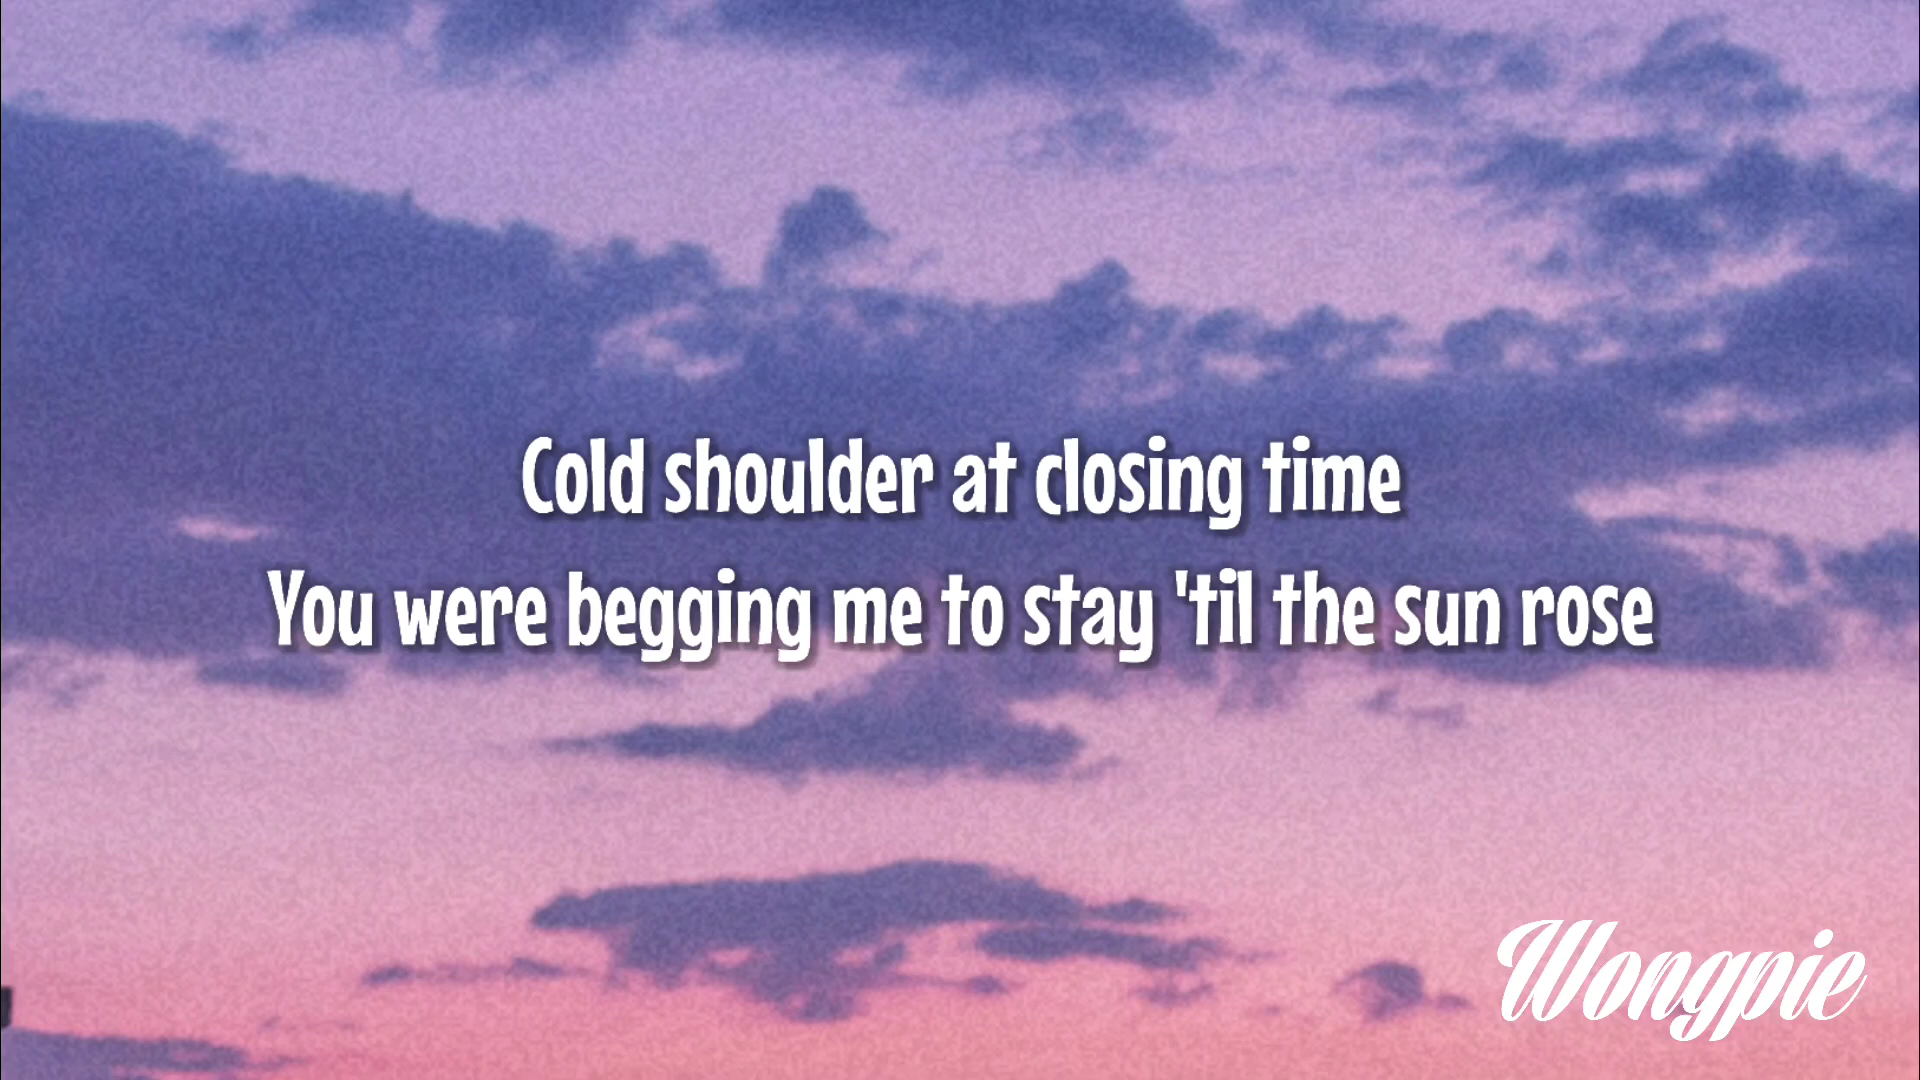 Cold shoulder at closing time
You were begging me to stay 'til the sun rose
Wongpie